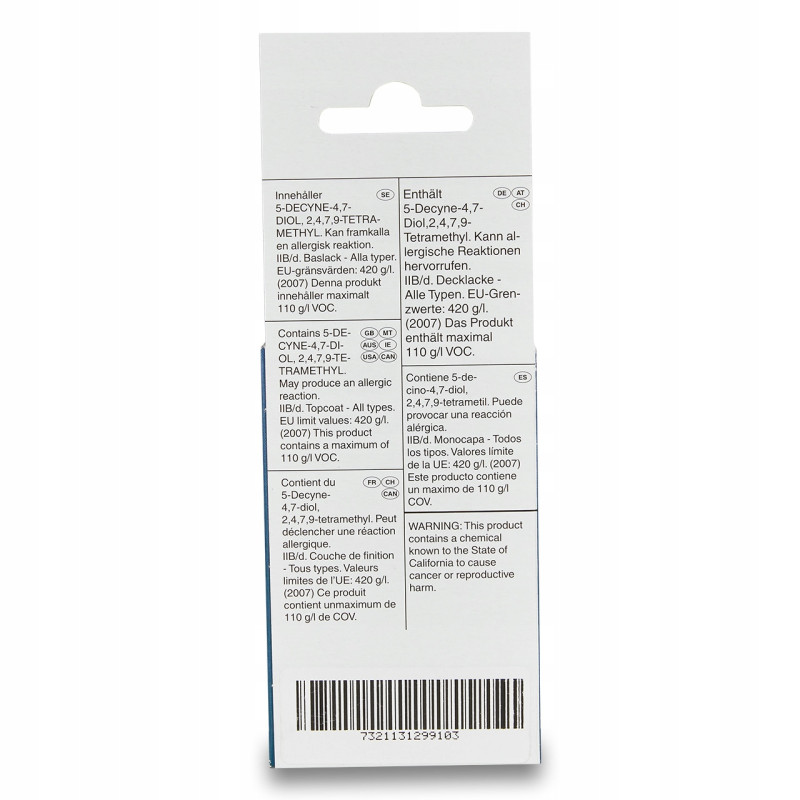 Innehåller
SE
5-DECYNE-4,7-
DIOL, 2,4,7,9-TETRA-
METHYL. Kan framkalla
en allergisk reaktion.
IIB/d. Baslack - Alla typer.
EU-gränsvärden: 420 g/l.
(2007) Denna produkt
innehåller maximalt
110 g/l VOC.
Contains 5-DE-
GB MT
CYNE-4,7-DI-
AUS IE
OL, 2,4,7,9-TE-
USA CAN
TRAMETHYL.
May produce an allergic
reaction.
IIB/d. Topcoat - All types.
EU limit values: 420 g/l.
(2007) This product
contains a maximum of
110 g/l VOC.
Contient du
FR CH
5-Decyne-
CAN
4,7-diol,
2,4,7,9-tetramethyl. Peut
déclencher une réaction
allergique.
IIB/d. Couche de finition
- Tous types. Valeurs
limites de l'UE: 420 g/l.
(2007) Ce produit
contient unmaximum de
110 g/l de COV.
Enthält
DE AT
5-Decyne-4,7-
CH
Diol,2,4,7,9-
Tetramethyl. Kann al-
lergische Reaktionen
hervorrufen.
IIB/d. Decklacke -
Alle Typen. EU-Gren-
zwerte: 420 g/l.
(2007) Das Produkt
enthält maximal
110 g/l VOC.
Contiene 5-de-
ES
cino-4,7-diol,
2,4,7,9-tetrametil. Puede
provocar una reacción
alérgica.
IIB/d. Monocapa - Todos
los tipos. Valores límite
de la UE: 420 g/l. (2007)
Este producto contiene
un maximo de 110 g/l
COV.
WARNING: This product
contains a chemical
known to the State of
California to cause
cancer or reproductive
harm.
7321131299103